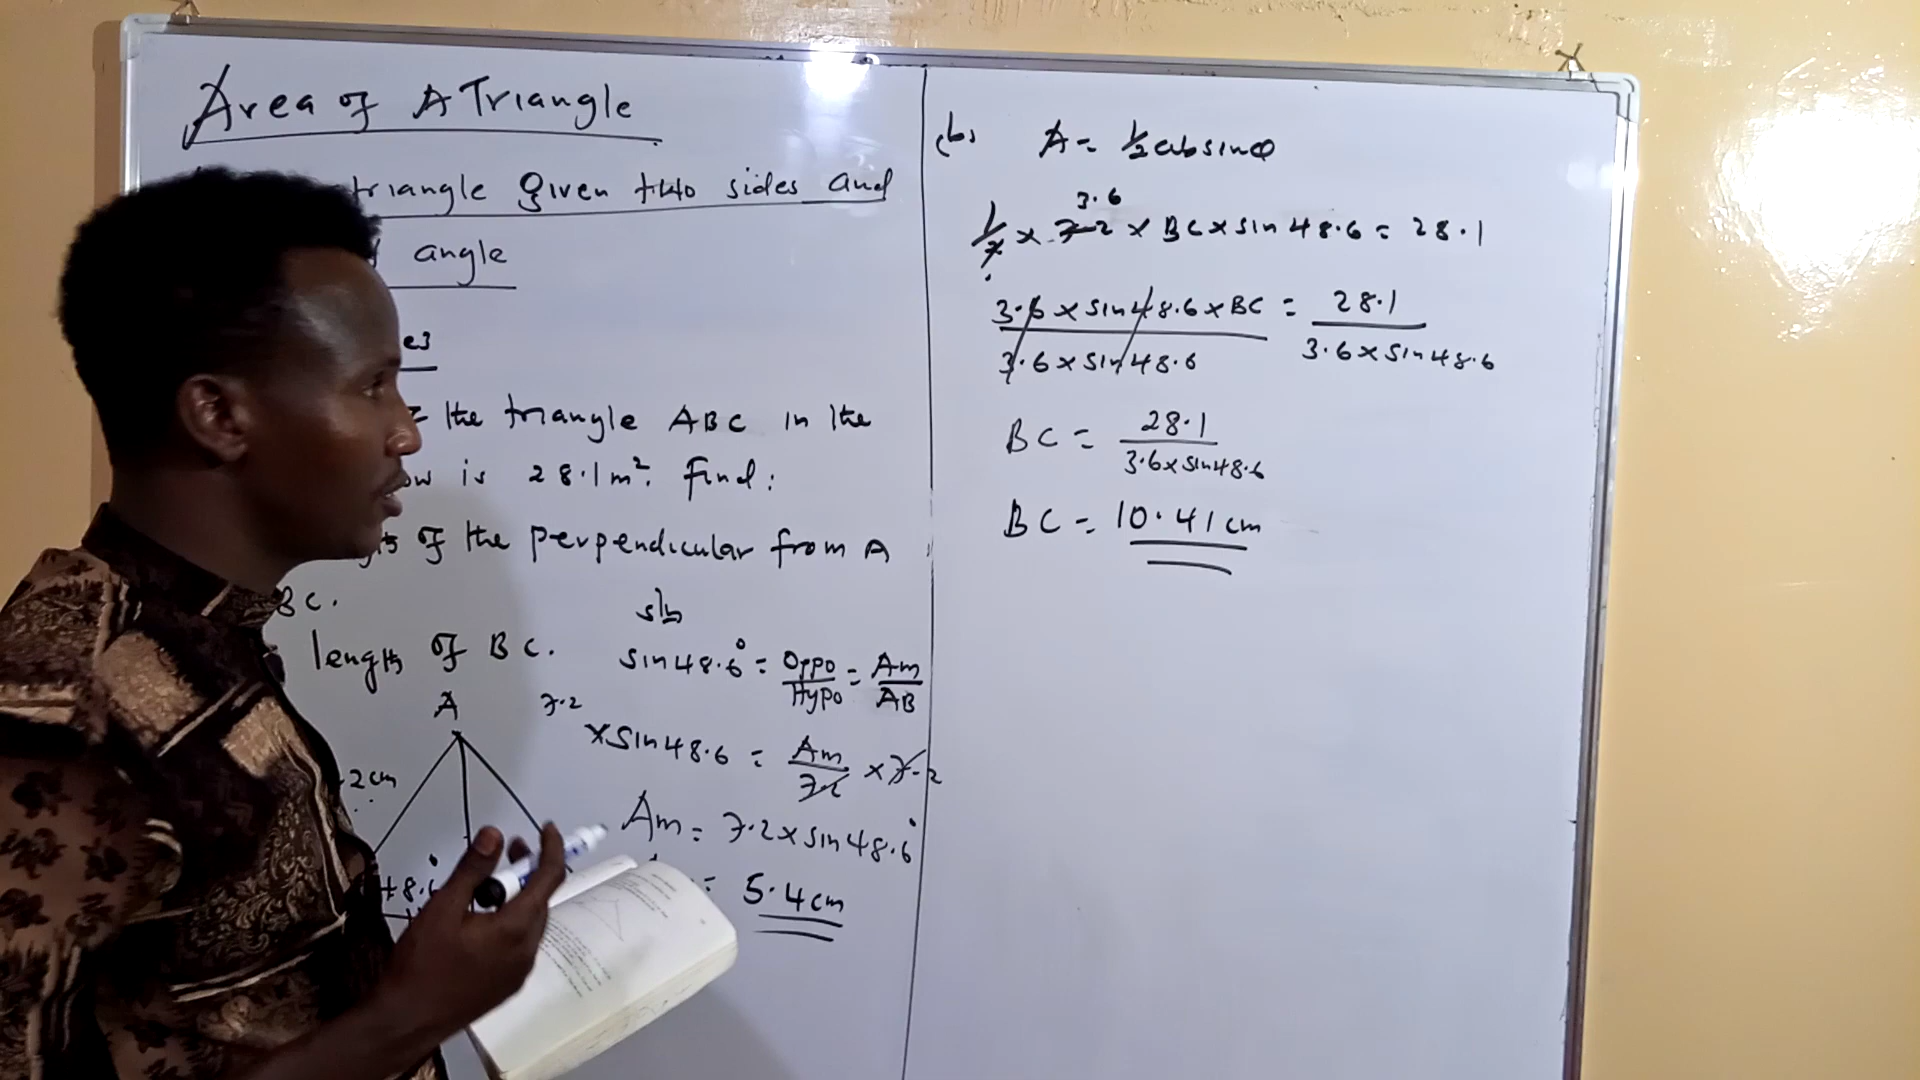 Area of A Triangle
triangle given two sides and
angle
the triangle ABC in the
is 28.1m². Find:
of the perpendicular from A
BC.
length of BC.
A
2cm
sln
sin48.6° = Oppo/Hypo = Am/AB
7.2 x sin48.6 = Am/7.2 x 7.2
Am = 7.2 x sin48.6°
= 5.4cm
(b) A = ½absinθ
3.6
1/2 x 7.2 x BC x sin48.6 = 28.1
3.6 x sin48.6 x BC / 3.6 x sin48.6 = 28.1 / 3.6 x sin48.6
BC = 28.1 / 3.6 x sin48.6
BC = 10.41cm